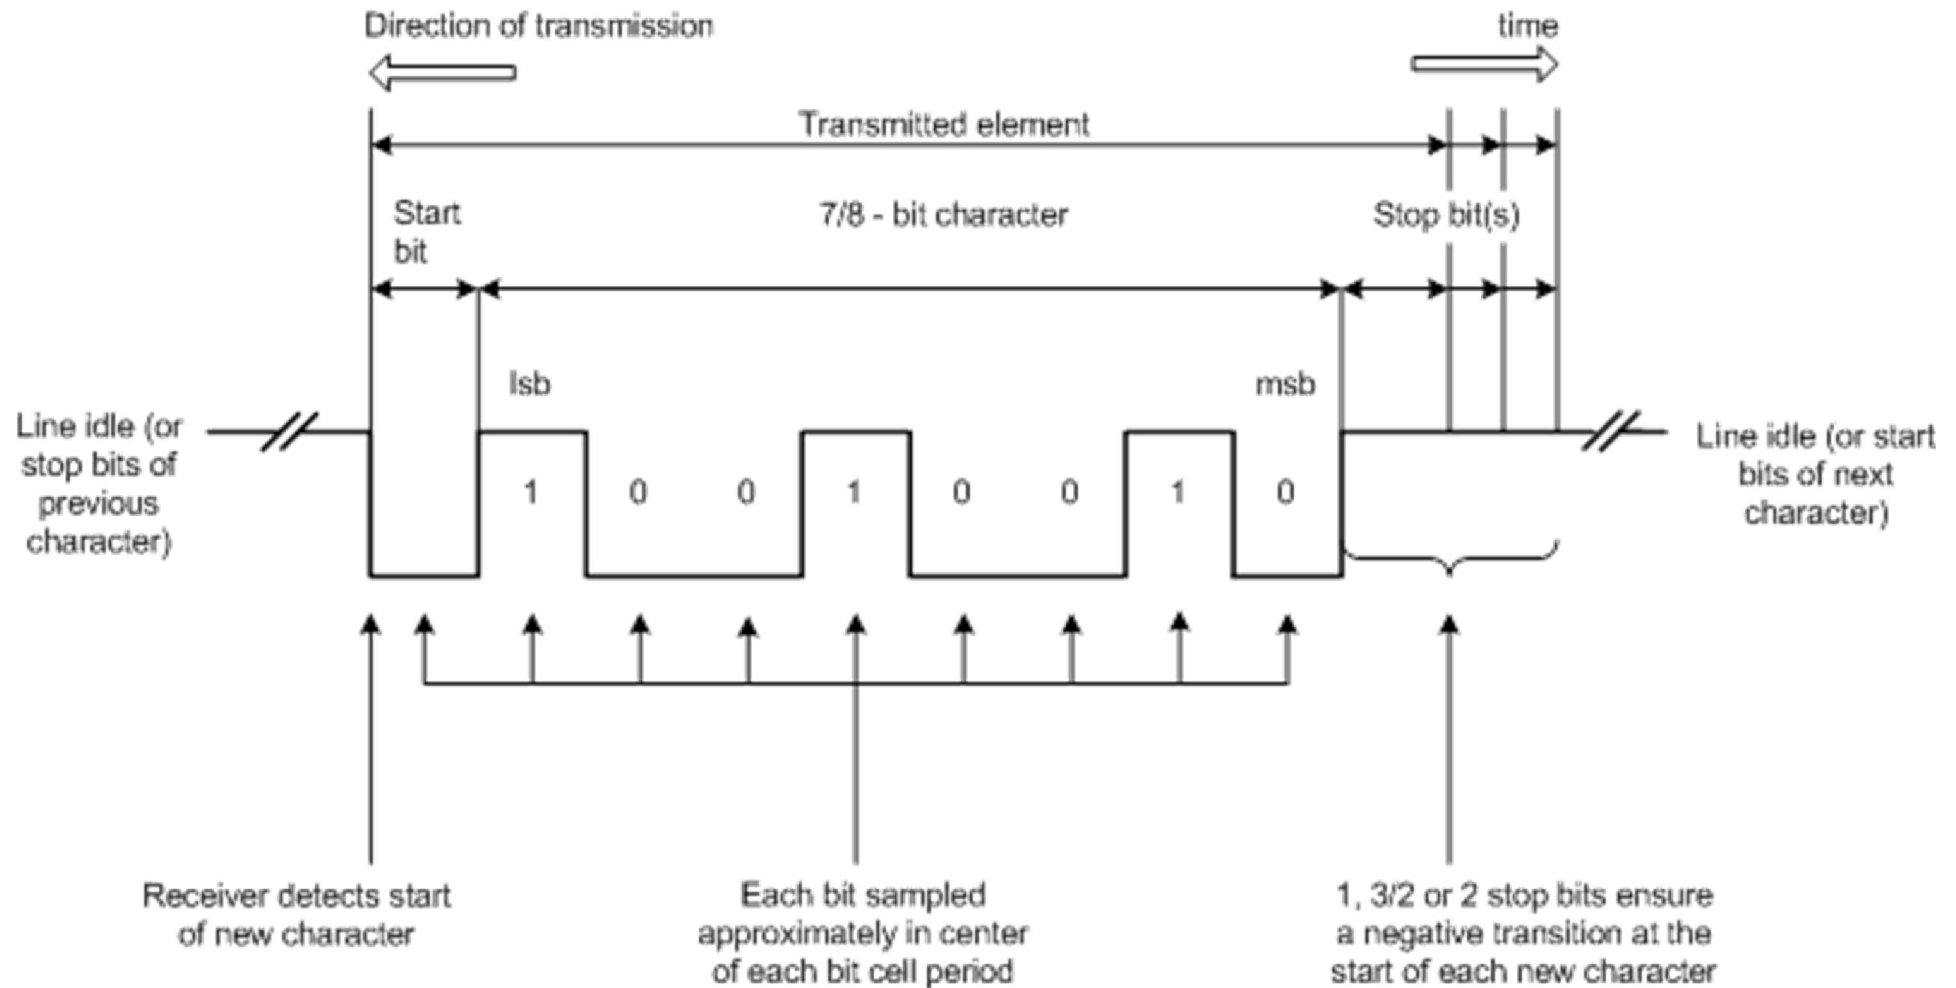 Direction of transmission
time
Transmitted element
Start
bit
7/8 - bit character
Stop bit(s)
lsb
msb
Line idle (or
stop bits of
previous
character)
1 0 0 1 0 0 1 0
Line idle (or start
bits of next
character)
Receiver detects start
of new character
Each bit sampled
approximately in center
of each bit cell period
1, 3/2 or 2 stop bits ensure
a negative transition at the
start of each new character